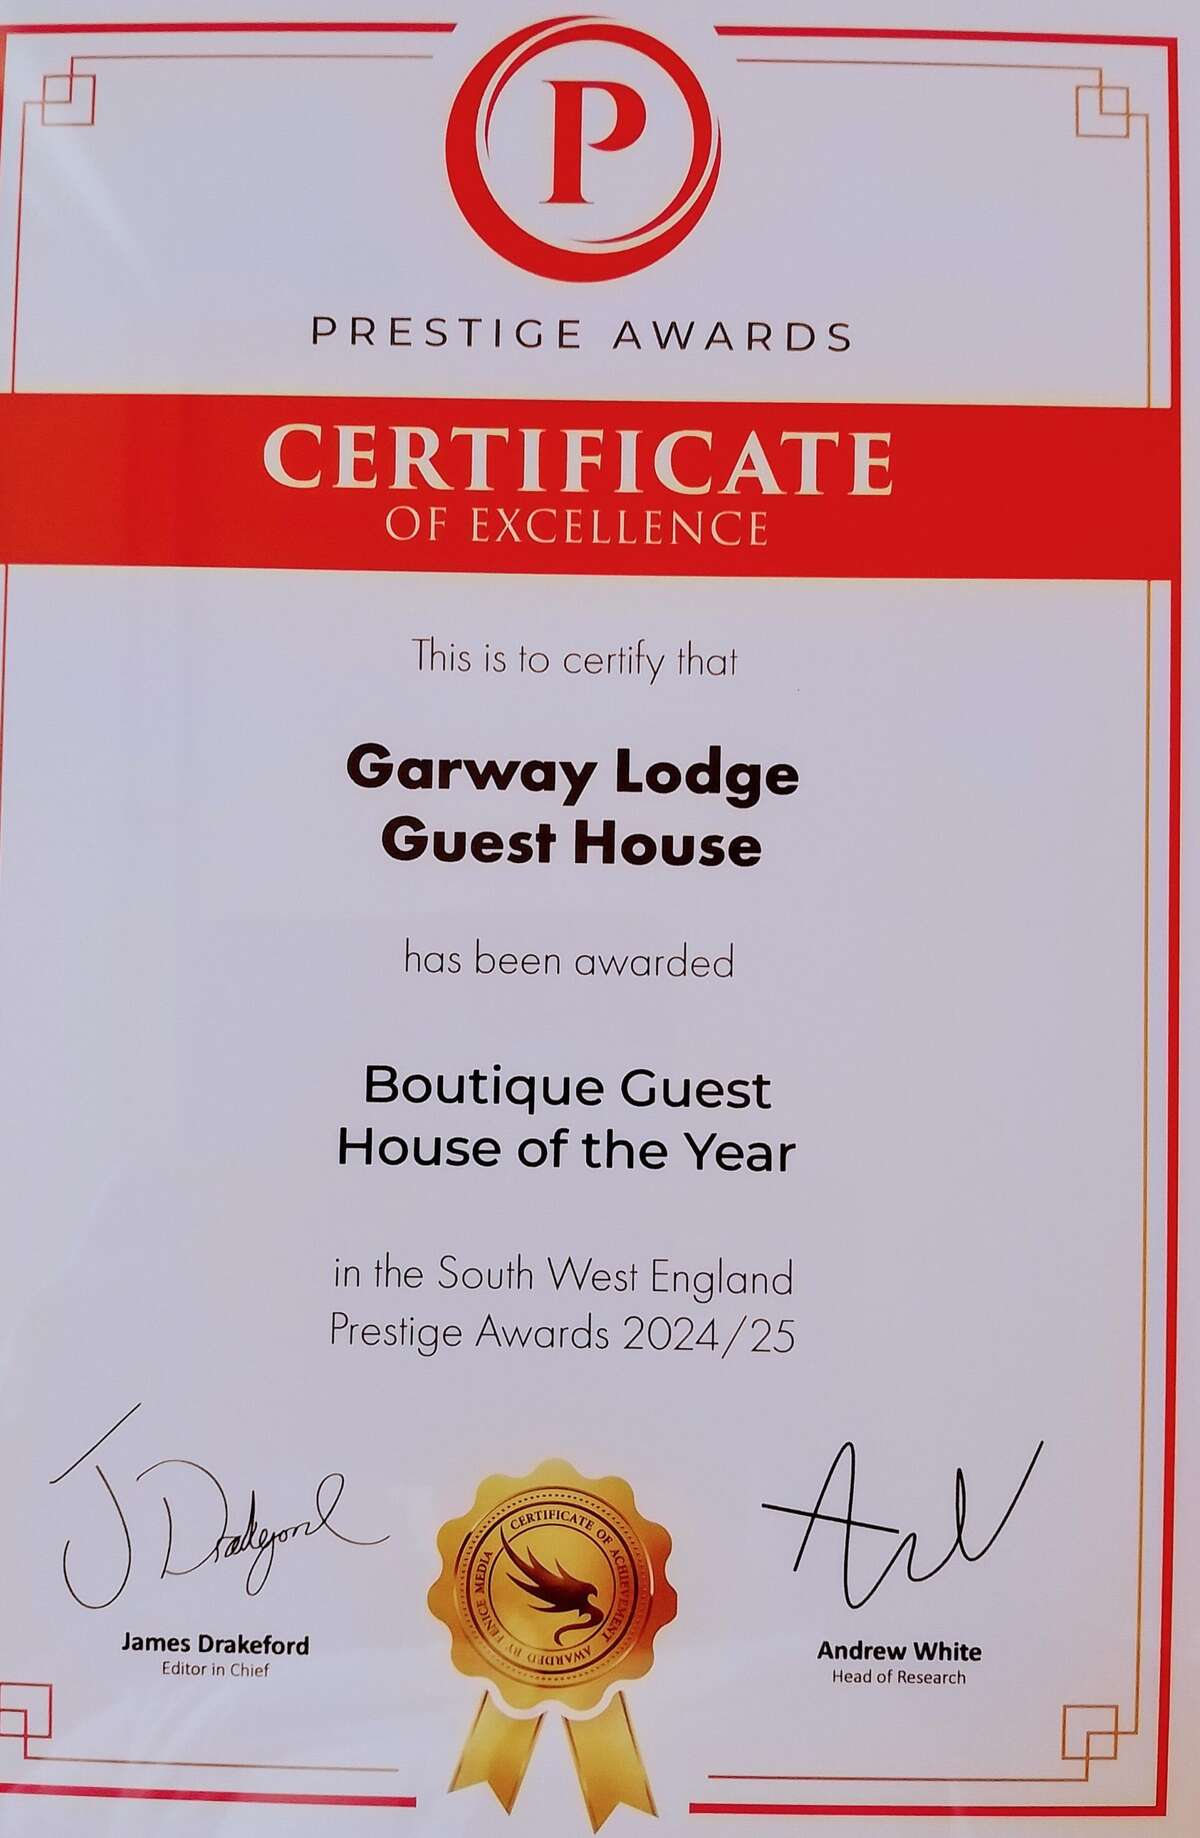 P
PRESTIGE AWARDS
CERTIFICATE
OF EXCELLENCE
This is to certify that
Garway Lodge
Guest House
has been awarded
Boutique Guest
House of the Year
in the South West England
Prestige Awards 2024/25
J Drakeford
CERTIFICATE OF ACHIEVEMENT
AWARDED BY FENICE MEDIA
James Drakeford
Editor in Chief
Andrew White
Head of Research